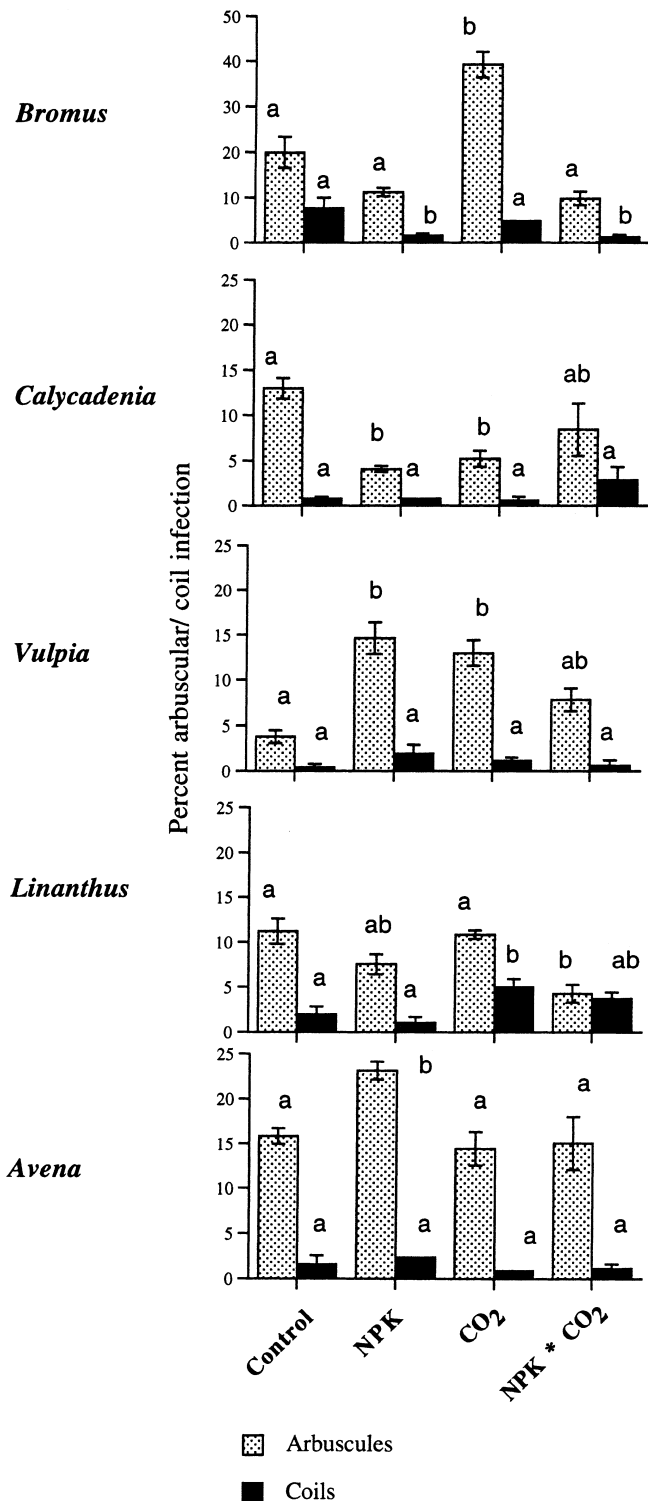 Percent arbuscular/ coil infection
Bromus
50
40
30
20
10
0
a
a
a
b
b
a
a
b
Calycadenia
25
20
15
10
5
0
a
a
b
a
b
a
ab
a
Vulpia
25
20
15
10
5
0
a
a
b
a
b
a
ab
a
Linanthus
25
20
15
10
5
0
a
a
ab
a
a
b
b
ab
Avena
25
20
15
10
5
0
a
a
b
a
a
a
a
a
Control
NPK
CO2
NPK * CO2
Arbuscules
Coils